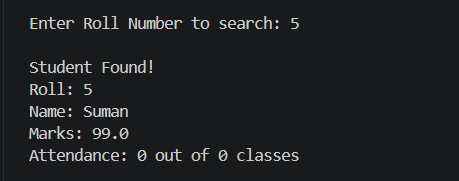 Enter Roll Number to search: 5
Student Found!
Roll: 5
Name: Suman
Marks: 99.0
Attendance: 0 out of 0 classes